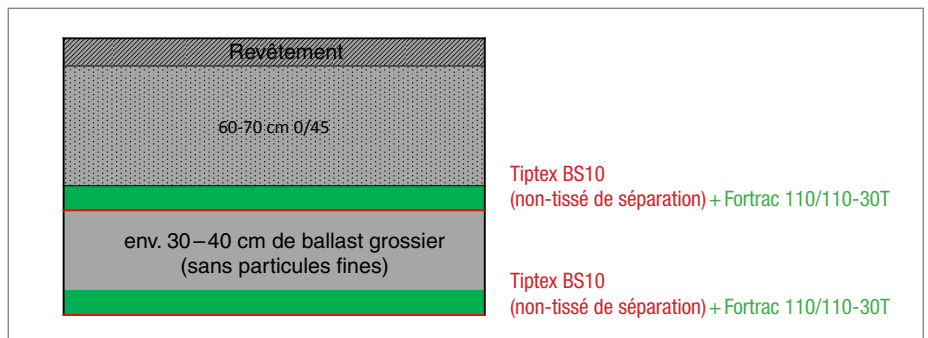 Revêtement
60-70 cm 0/45
Tiptex BS10
(non-tissé de séparation) + Fortrac 110/110-30T
env. 30–40 cm de ballast grossier
(sans particules fines)
Tiptex BS10
(non-tissé de séparation) + Fortrac 110/110-30T